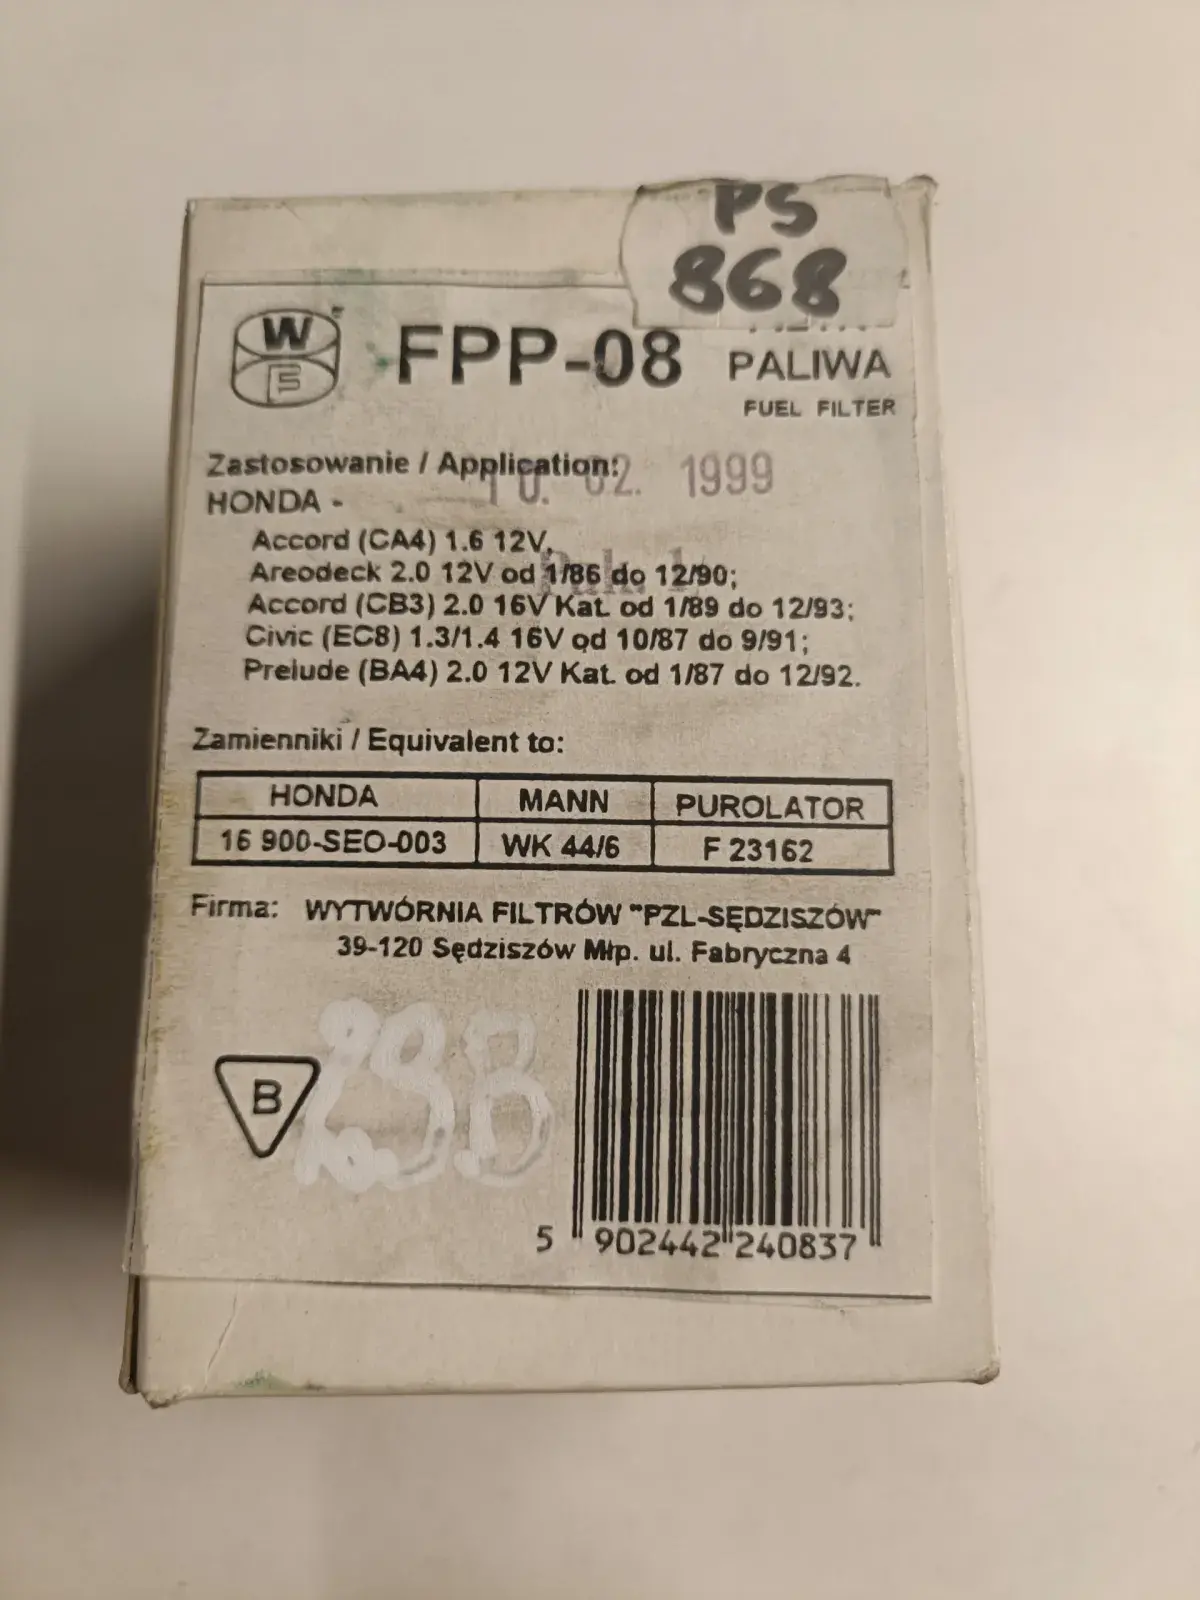 PS
868
W
F
FPP-08
PALIWA
FUEL FILTER
Zastosowanie / Application:
10. 02. 1999
HONDA -
Accord (CA4) 1.6 12V,
Areodeck 2.0 12V od 1/86 do 12/90;
Accord (CB3) 2.0 16V Kat. od 1/89 do 12/93;
Civic (EC8) 1.3/1.4 16V od 10/87 do 9/91;
Prelude (BA4) 2.0 12V Kat. od 1/87 do 12/92.
Zamienniki / Equivalent to:
HONDA MANN PUROLATOR
16 900-SEO-003 WK 44/6 F 23162
Firma: WYTWÓRNIA FILTRÓW "PZL-SĘDZISZÓW"
39-120 Sędziszów Młp. ul. Fabryczna 4
B
5 902442 240837